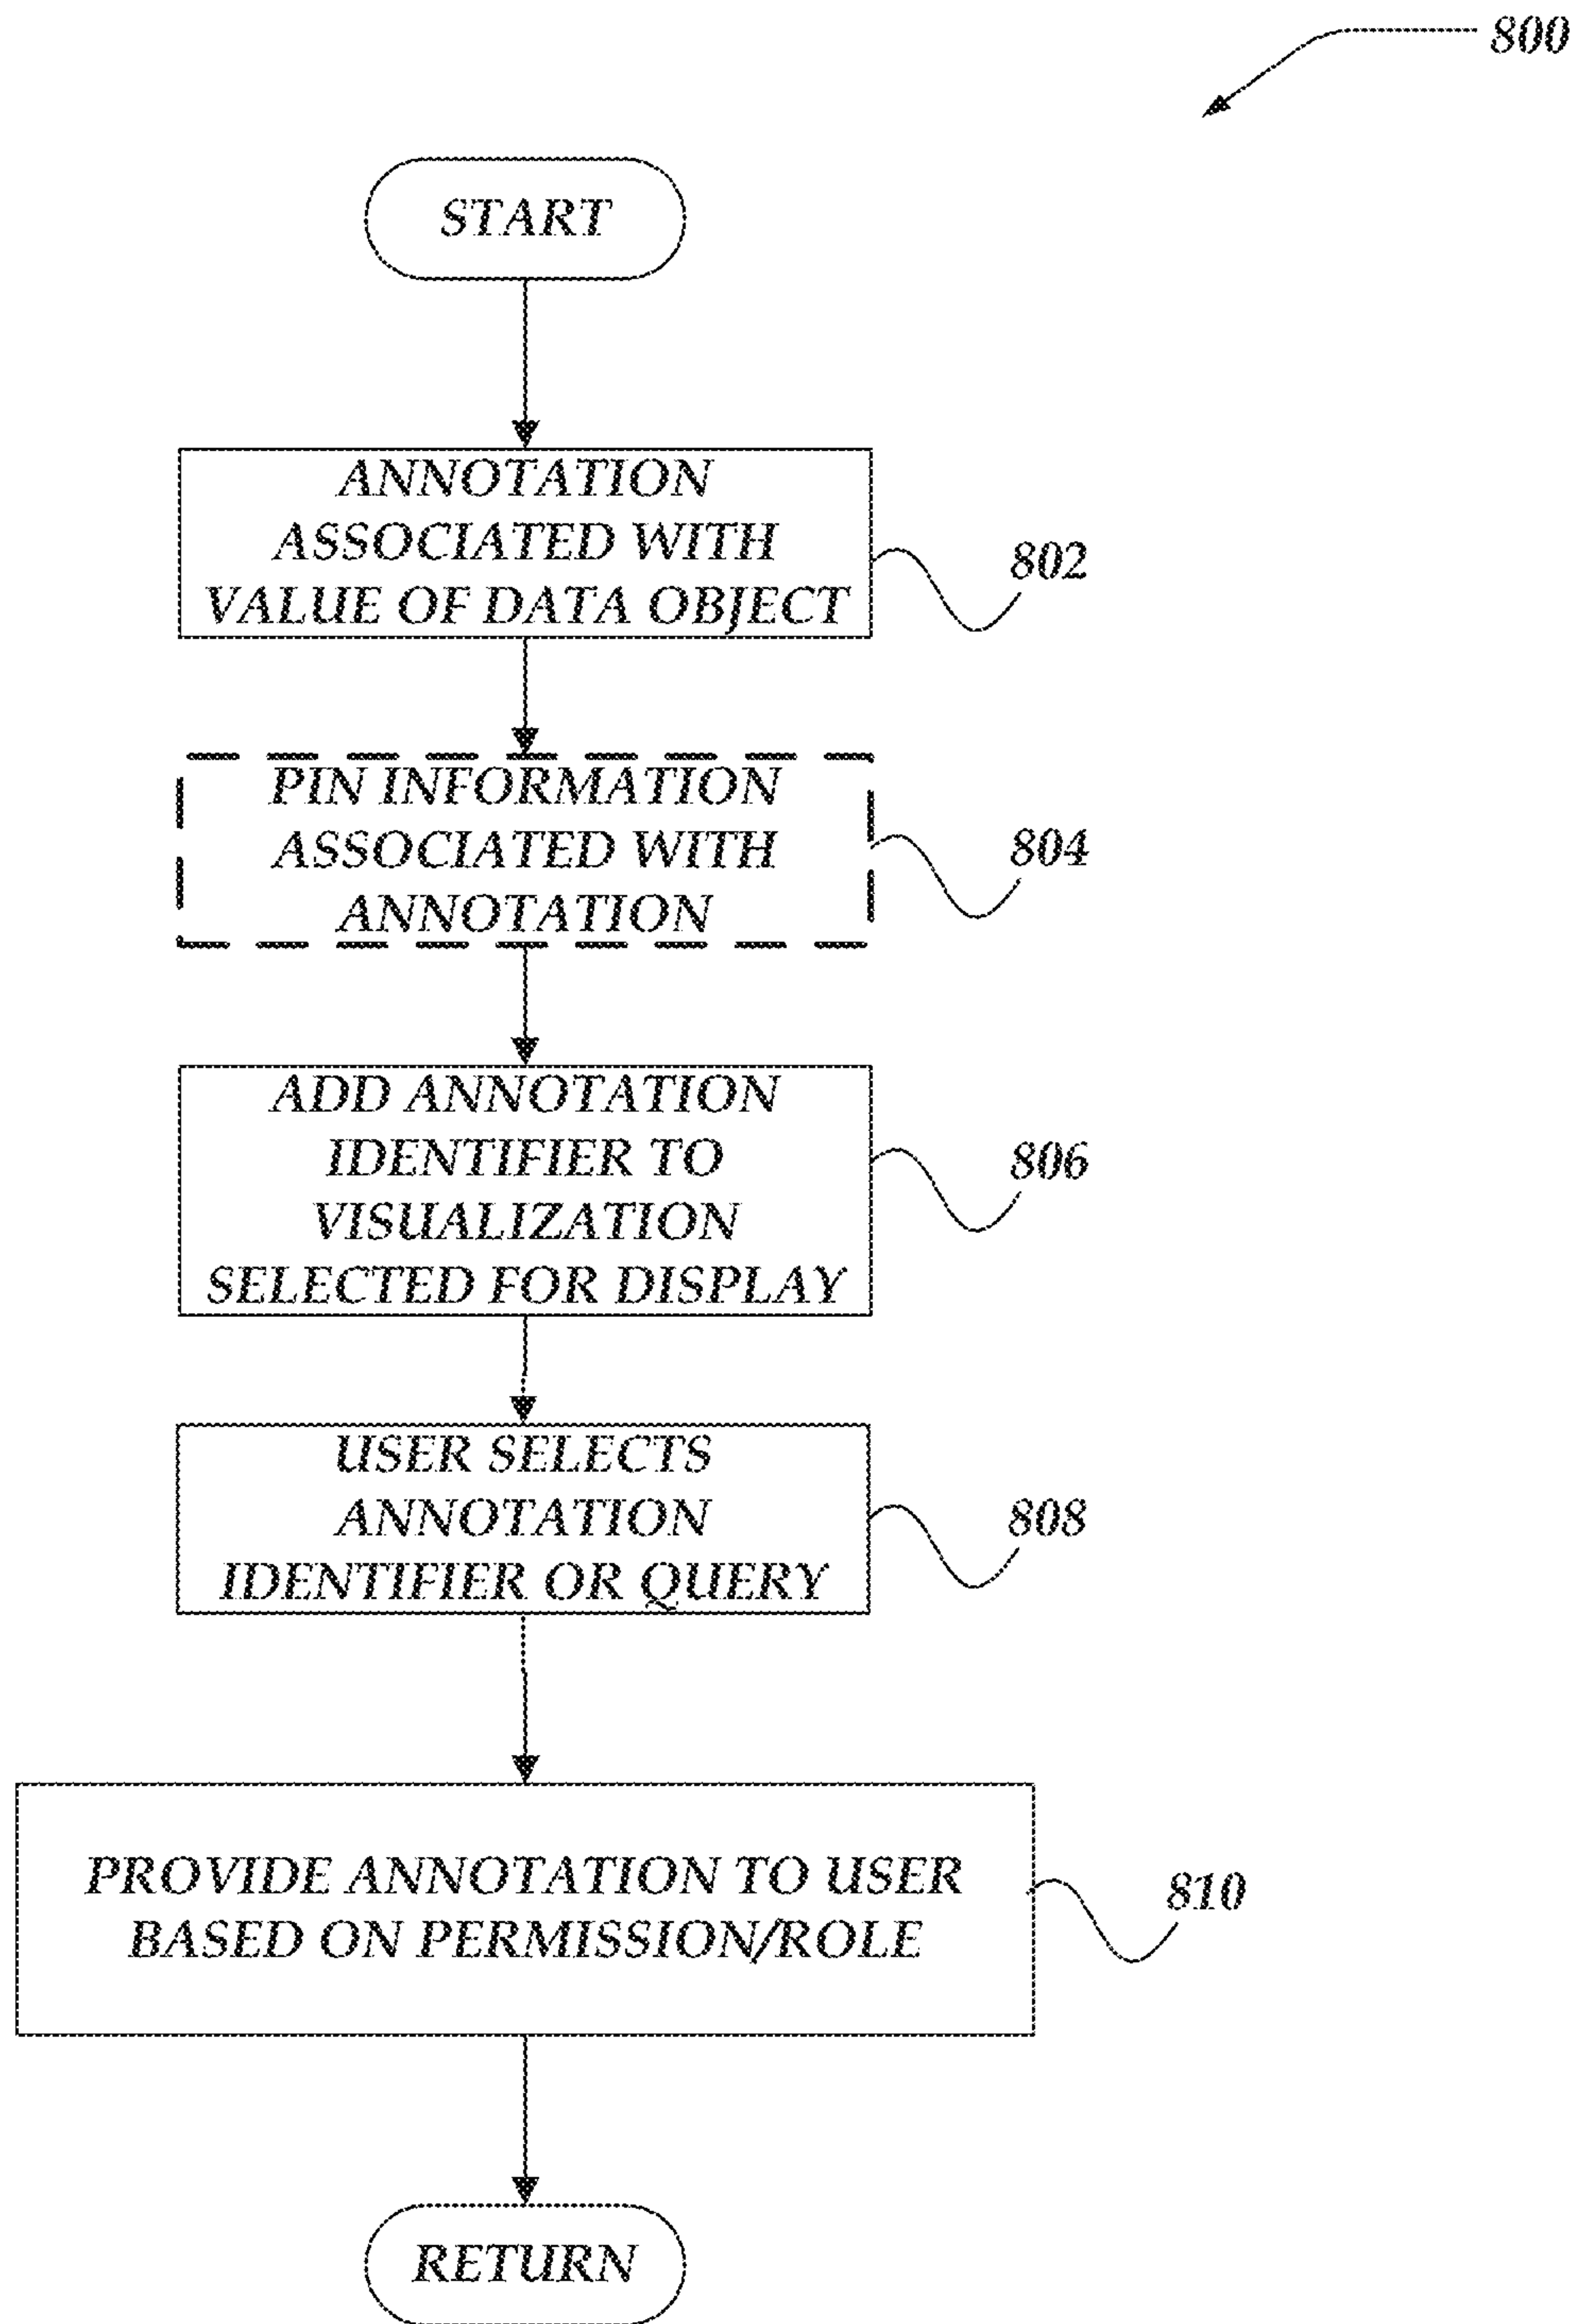 800
START
ANNOTATION
ASSOCIATED WITH
VALUE OF DATA OBJECT
802
PIN INFORMATION
ASSOCIATED WITH
ANNOTATION
804
ADD ANNOTATION
IDENTIFIER TO
VISUALIZATION
SELECTED FOR DISPLAY
806
USER SELECTS
ANNOTATION
IDENTIFIER OR QUERY
808
PROVIDE ANNOTATION TO USER
BASED ON PERMISSION/ROLE
810
RETURN